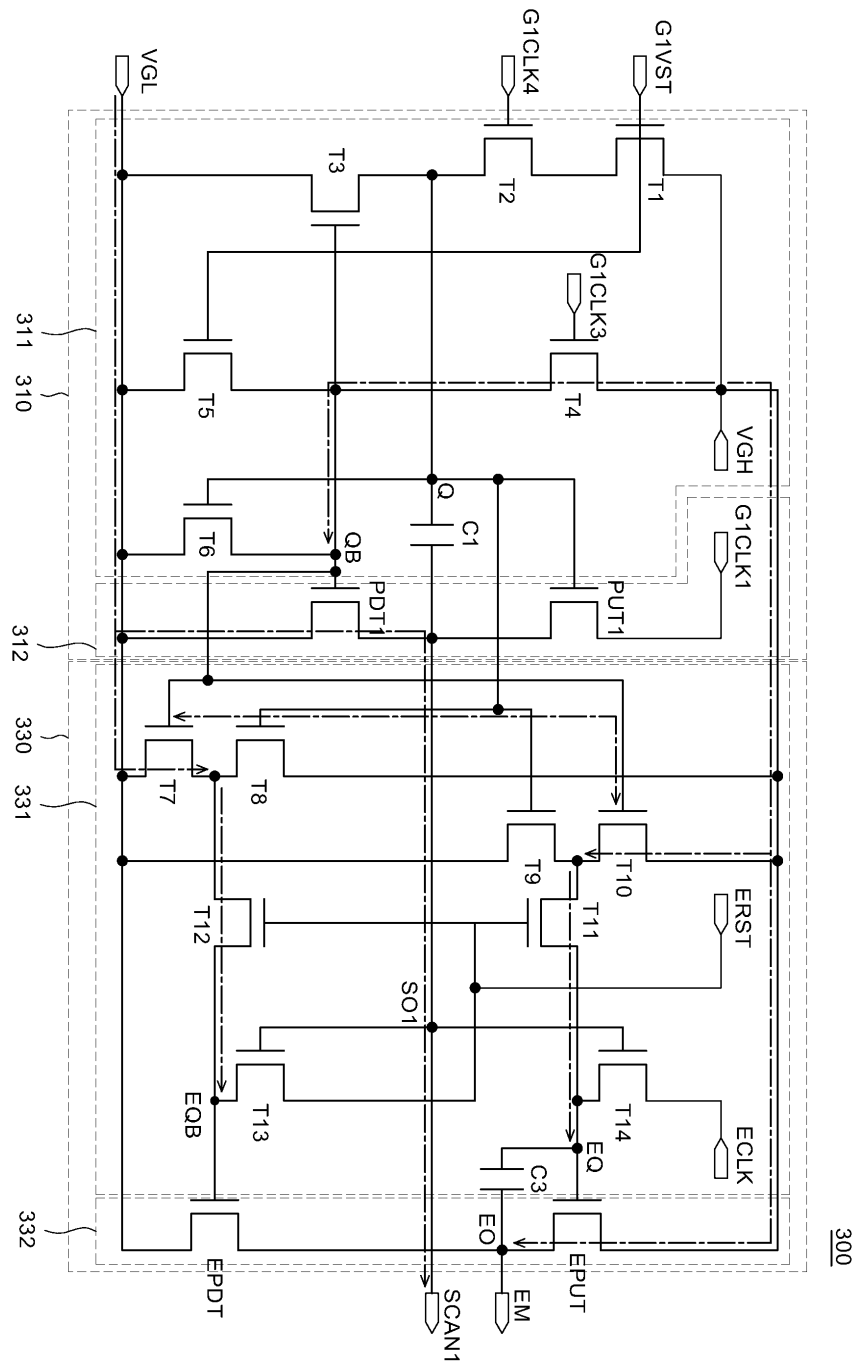 300
G1VST
G1CLK4
VGL
T1
T2
T3
G1CLK3
T4
T5
VGH
G1CLK1
Q
C1
T6
QB
PUT1
PDT1
T7
T8
T9
T10
T11
T12
ERST
SO1
T13
T14
EQB
ECLK
EQ
C3
EO
EPUT
EPDT
EM
SCAN1
311
310
312
330
331
332